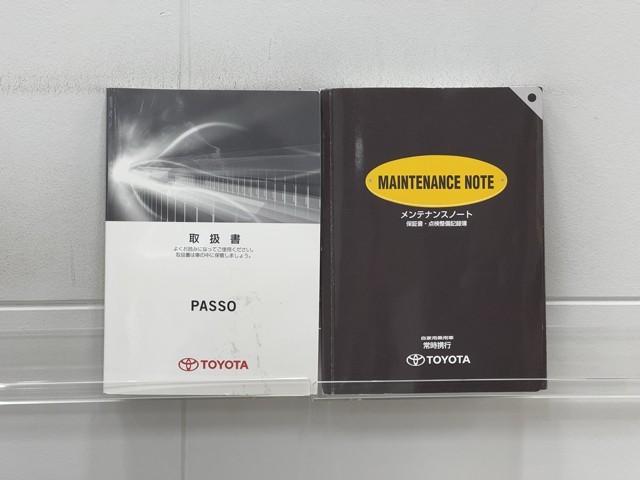 取扱書
よくお読みになってご使用ください。
取扱書は車の中に保管しましょう。
PASSO
TOYOTA
MAINTENANCE NOTE
メンテナンスノート
保証書・点検整備記録簿
自家用乗用車
常時携行
TOYOTA